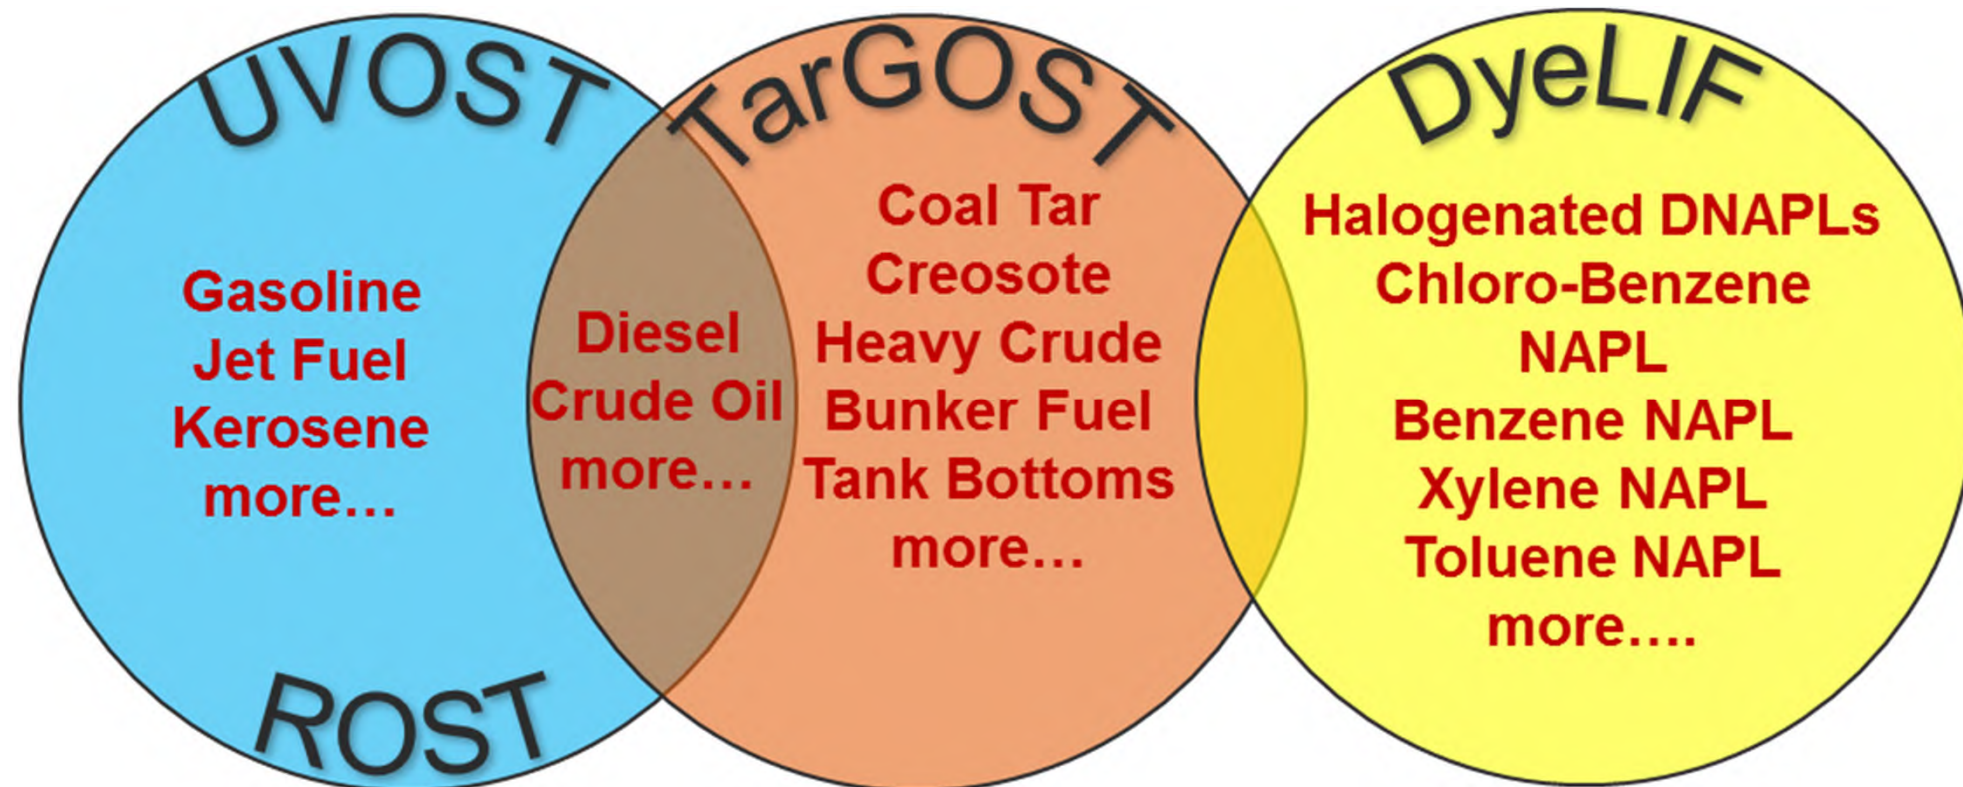 UVOST
Gasoline
Jet Fuel
Kerosene
more...
ROST
Diesel
Crude Oil
more...
TarGOST
Coal Tar
Creosote
Heavy Crude
Bunker Fuel
Tank Bottoms
more...
DyeLIF
Halogenated DNAPLs
Chloro-Benzene
NAPL
Benzene NAPL
Xylene NAPL
Toluene NAPL
more....